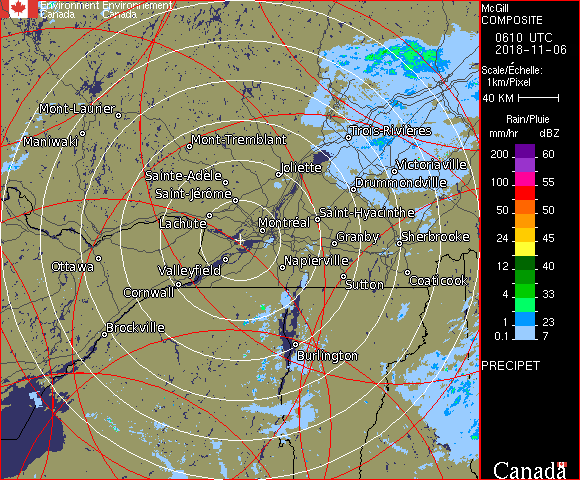 Environment Environnement
Canada Canada
McGill
COMPOSITE
0610 UTC
2018-11-06
Scale/Échelle:
1km/Pixel
40 KM
Rain/Pluie
mm/hr dBZ
200 60
150 57
100 55
50 50
24 45
12 40
4 33
1 23
0.1 7
PRECIPET
Canada
Mont-Laurier
Maniwaki
Mont-Tremblant
Trois-Rivières
Sainte-Adèle
Joliette
Victoriaville
Saint-Jérôme
Drummondville
Lachute
Montréal
Saint-Hyacinthe
Granby
Sherbrooke
Ottawa
Valleyfield
Napierville
Cornwall
Sutton
Coaticook
Brockville
Burlington